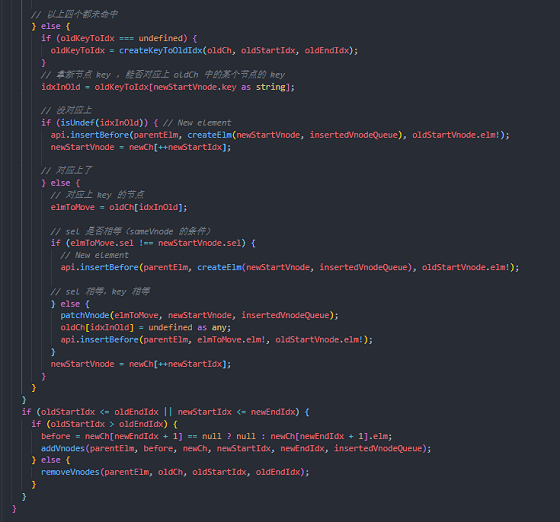 // 以上四个都未命中
} else {
if (oldKeyToIdx === undefined) {
oldKeyToIdx = createKeyToOldIdx(oldCh, oldStartIdx, oldEndIdx);
}
// 拿新节点 key ，能否对应上 oldCh 中的某个节点的 key
idxInOld = oldKeyToIdx[newStartVnode.key as string];
// 没对应上
if (isUndef(idxInOld)) { // New element
api.insertBefore(parentElm, createElm(newStartVnode, insertedVnodeQueue), oldStartVnode.elm!);
newStartVnode = newCh[++newStartIdx];
// 对应上了
} else {
// 对应上 key 的节点
elmToMove = oldCh[idxInOld];
// sel 是否相等（sameVnode 的条件）
if (elmToMove.sel !== newStartVnode.sel) {
// New element
api.insertBefore(parentElm, createElm(newStartVnode, insertedVnodeQueue), oldStartVnode.elm!);
// sel 相等，key 相等
} else {
patchVnode(elmToMove, newStartVnode, insertedVnodeQueue);
oldCh[idxInOld] = undefined as any;
api.insertBefore(parentElm, elmToMove.elm!, oldStartVnode.elm!);
}
newStartVnode = newCh[++newStartIdx];
}
}
}
if (oldStartIdx <= oldEndIdx || newStartIdx <= newEndIdx) {
if (oldStartIdx > oldEndIdx) {
before = newCh[newEndIdx + 1] == null ? null : newCh[newEndIdx + 1].elm;
addVnodes(parentElm, before, newCh, newStartIdx, newEndIdx, insertedVnodeQueue);
} else {
removeVnodes(parentElm, oldCh, oldStartIdx, oldEndIdx);
}
}
}